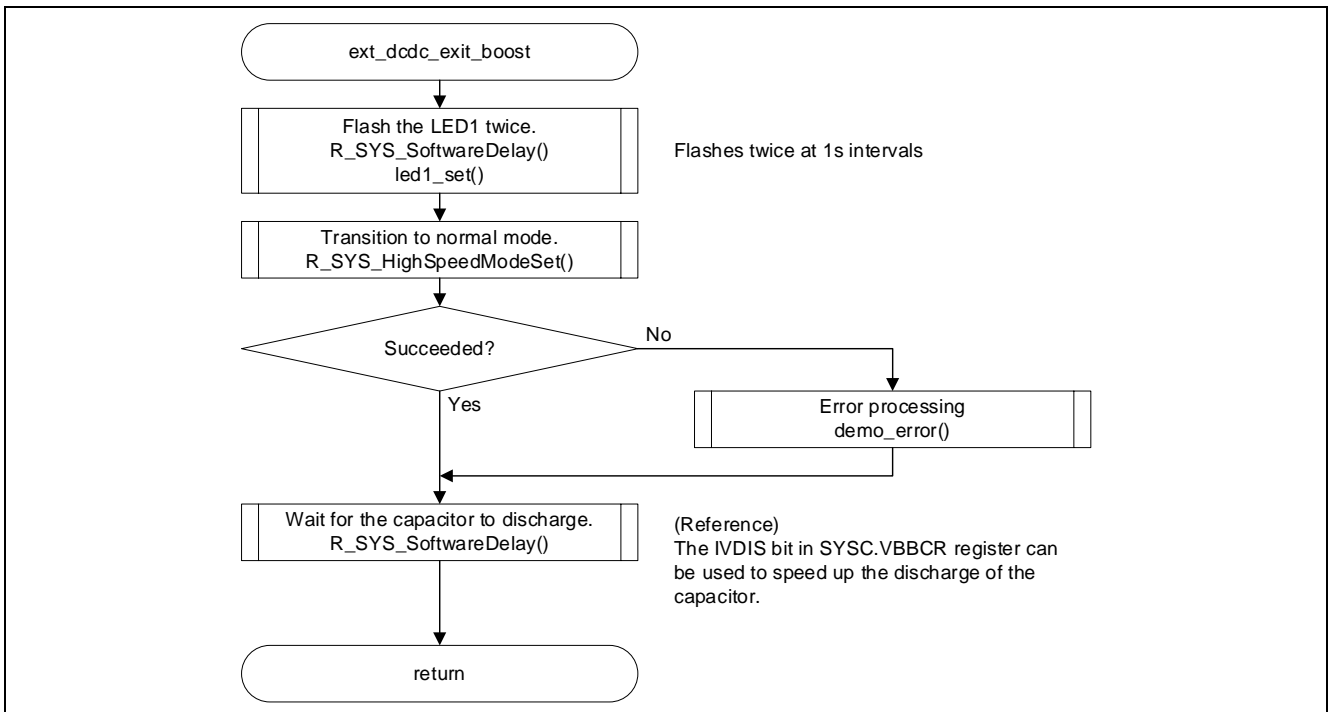 ext_dcdc_exit_boost
Flash the LED1 twice.
R_SYS_SoftwareDelay()
led1_set()
Flashes twice at 1s intervals
Transition to normal mode.
R_SYS_HighSpeedModeSet()
Succeeded?
No
Yes
Error processing
demo_error()
Wait for the capacitor to discharge.
R_SYS_SoftwareDelay()
(Reference)
The IVDIS bit in SYSC.VBBCR register can
be used to speed up the discharge of the
capacitor.
return